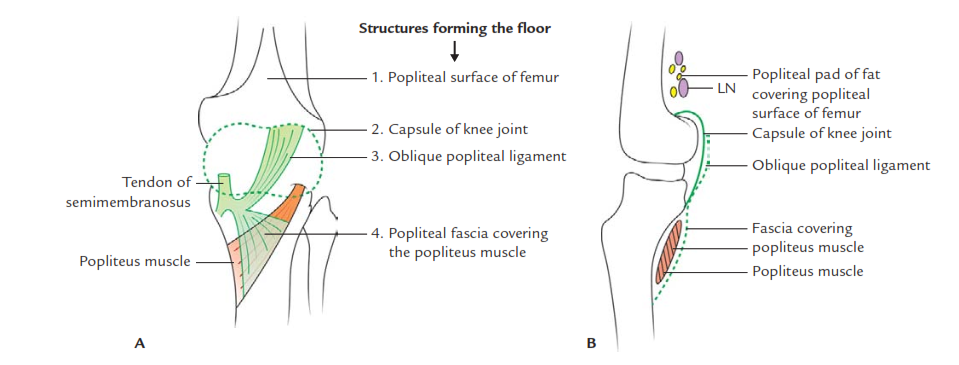 Structures forming the floor
1. Popliteal surface of femur
2. Capsule of knee joint
3. Oblique popliteal ligament
Tendon of
semimembranosus
4. Popliteal fascia covering
the popliteus muscle
Popliteus muscle
A
Popliteal pad of fat
covering popliteal
surface of femur
LN
Capsule of knee joint
Oblique popliteal ligament
Fascia covering
popliteus muscle
Popliteus muscle
B